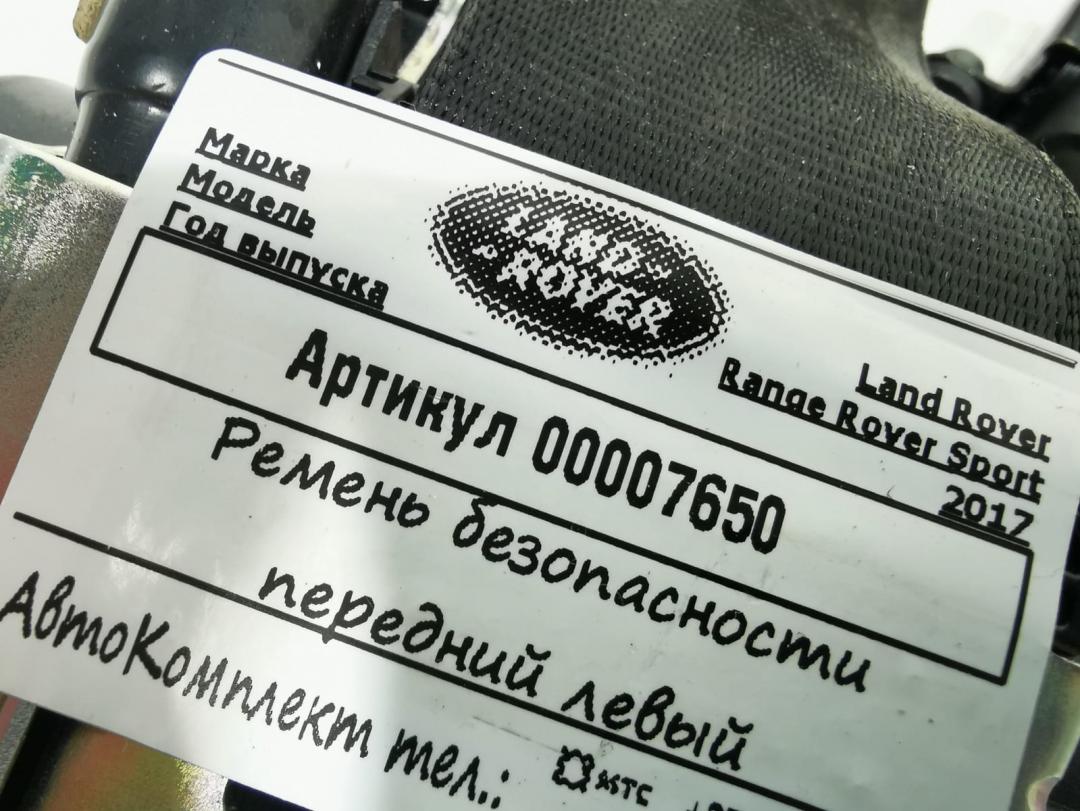 Марка
Модель
Год выпуска
LAND-
ROVER
Land Rover
Range Rover Sport
2017
Артикул 00007650
Ремень безопасности
передний левый
АвтоКомплект тел.: